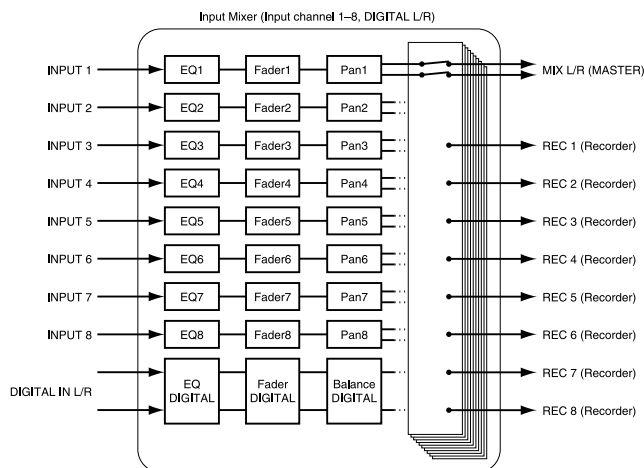 Input Mixer (Input channel 1–8, DIGITAL L/R)
INPUT 1 EQ1 Fader1 Pan1 MIX L/R (MASTER)
INPUT 2 EQ2 Fader2 Pan2
INPUT 3 EQ3 Fader3 Pan3 REC 1 (Recorder)
INPUT 4 EQ4 Fader4 Pan4 REC 2 (Recorder)
INPUT 5 EQ5 Fader5 Pan5 REC 3 (Recorder)
INPUT 6 EQ6 Fader6 Pan6 REC 4 (Recorder)
INPUT 7 EQ7 Fader7 Pan7 REC 5 (Recorder)
INPUT 8 EQ8 Fader8 Pan8 REC 6 (Recorder)
DIGITAL IN L/R
EQ
DIGITAL
Fader
DIGITAL
Balance
DIGITAL
REC 7 (Recorder)
REC 8 (Recorder)